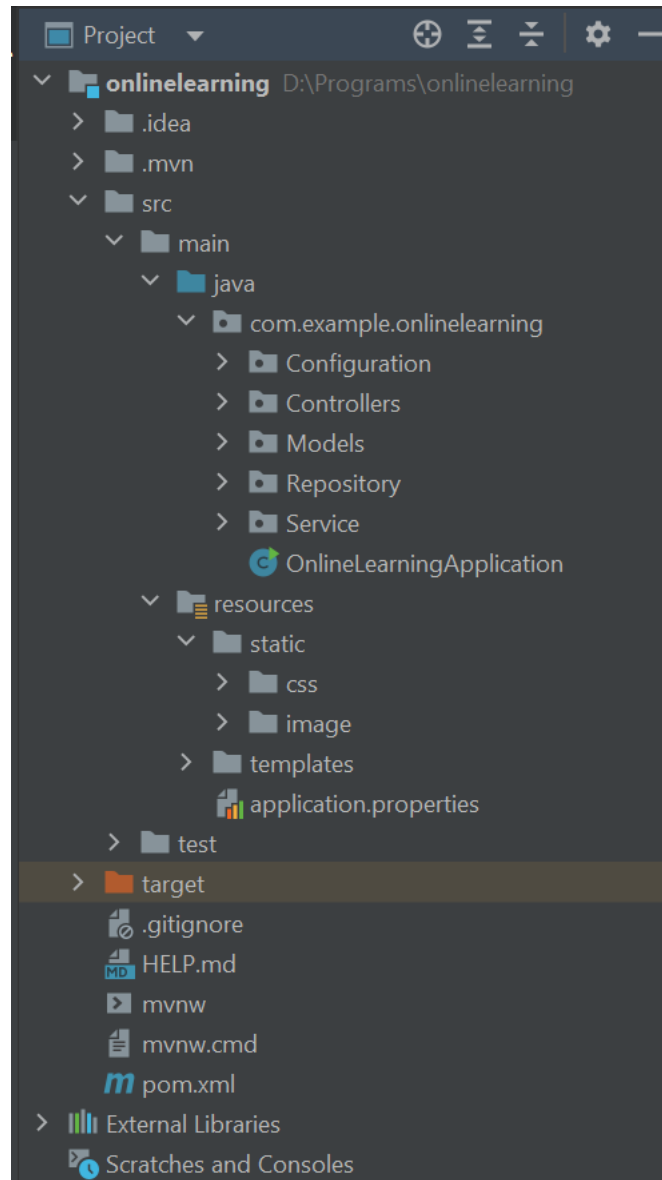 Project
onlinelearning D:\Programs\onlinelearning
.idea
.mvn
src
main
java
com.example.onlinelearning
Configuration
Controllers
Models
Repository
Service
C OnlineLearningApplication
resources
static
css
image
templates
application.properties
test
target
.gitignore
MD HELP.md
mvnw
mvnw.cmd
m pom.xml
External Libraries
Scratches and Consoles